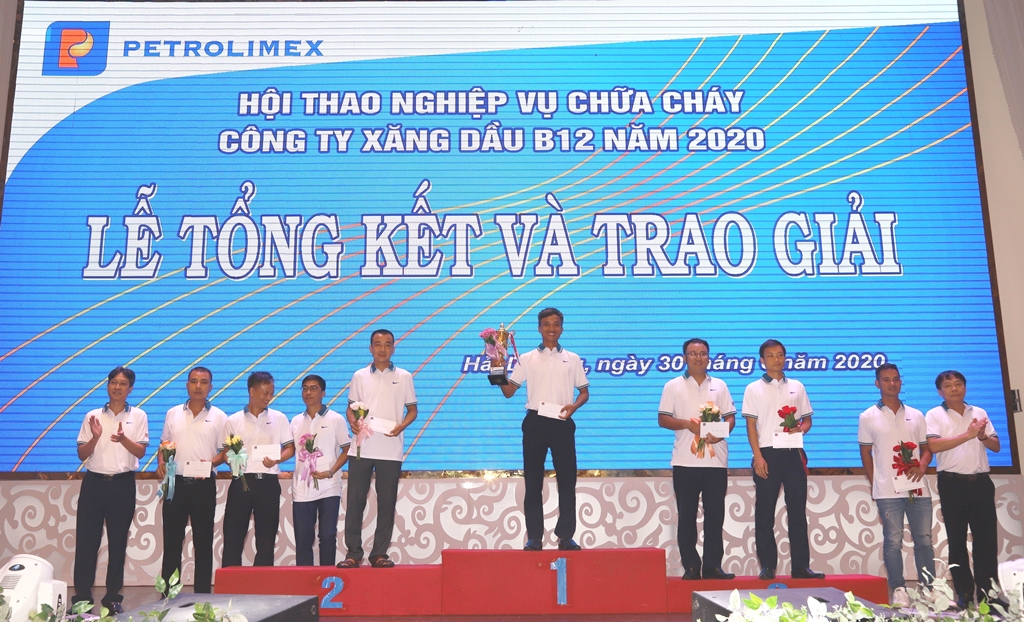 PETROLIMEX
HỘI THAO NGHIỆP VỤ CHỮA CHÁY
CÔNG TY XĂNG DẦU B12 NĂM 2020
LỄ TỔNG KẾT VÀ TRAO GIẢI
ngày 30 năm 2020
2
1